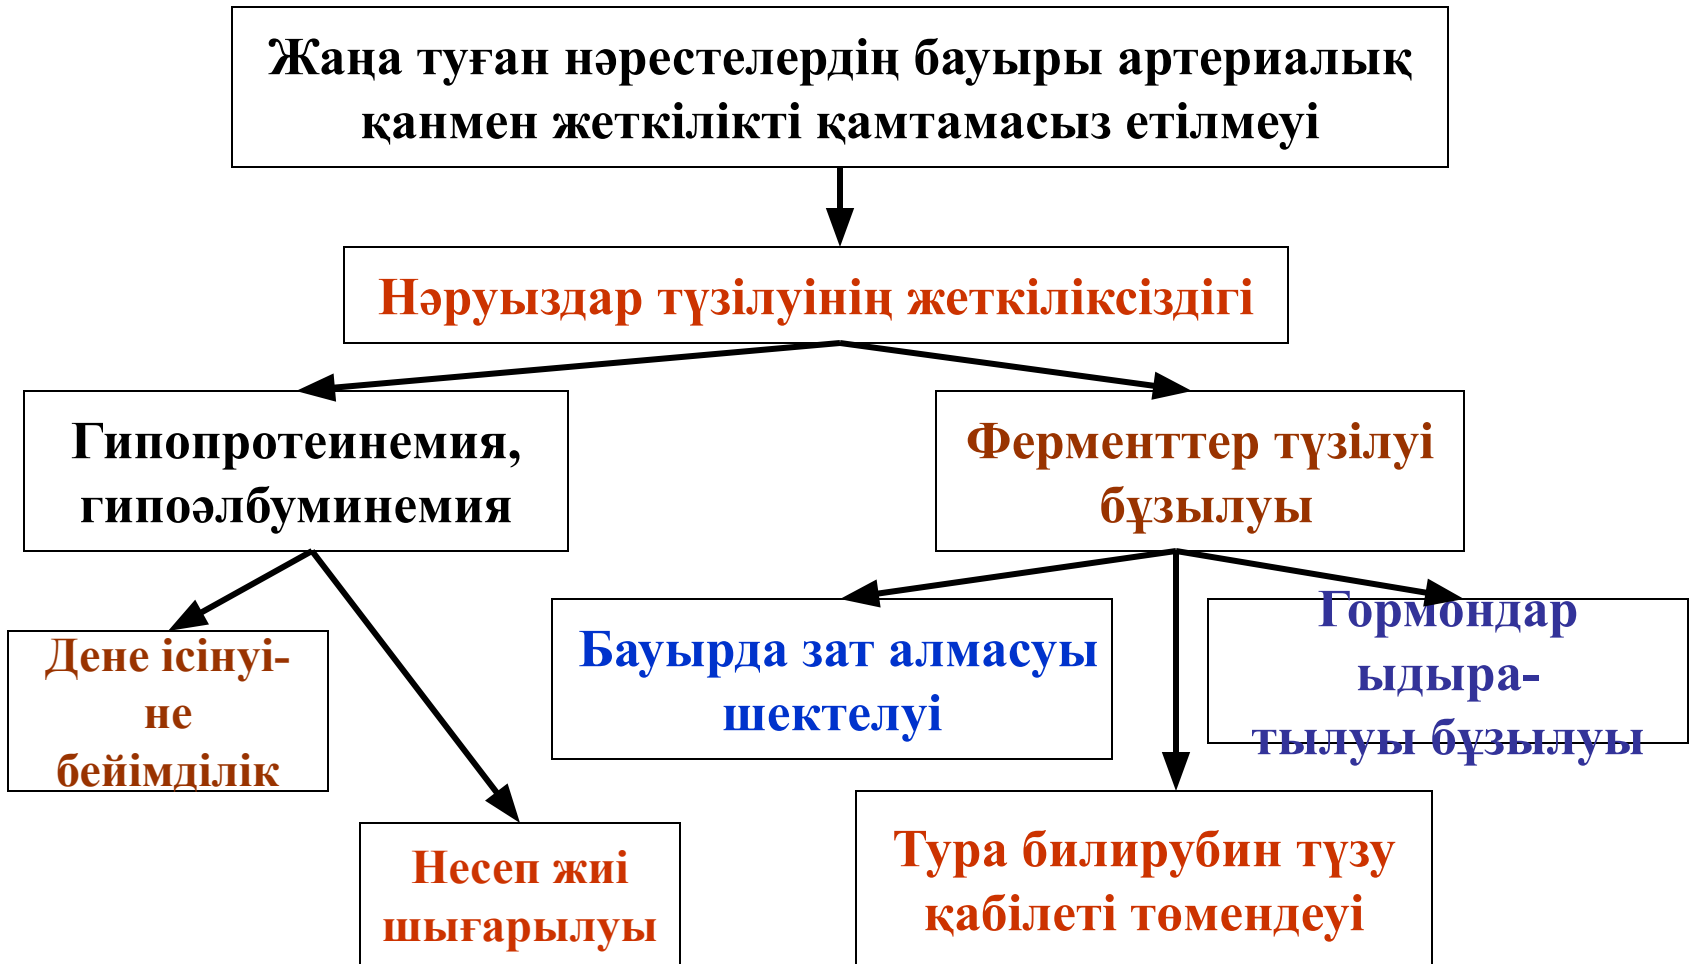 Жаңа туған нәрестелердің бауыры артериалық
қанмен жеткілікті қамтамасыз етілмеуі
Нәруыздар түзілуінің жеткіліксіздігі
Гипопротеинемия,
гипоәлбуминемия
Ферменттер түзілуі
бұзылуы
Дене ісінуі-
не
бейімділік
Бауырда зат алмасуы
шектелуі
Гормондар
ыдыра-
тылуы бұзылуы
Несеп жиі
шығарылуы
Тура билирубин түзу
қабілеті төмендеуі